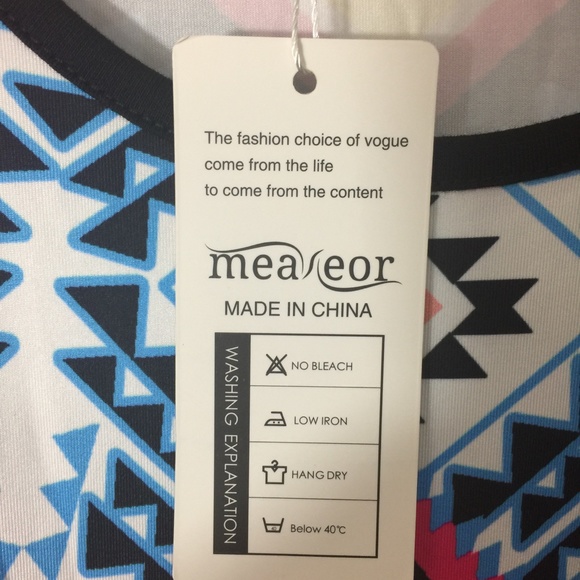 The fashion choice of vogue
come from the life
to come from the content
meaneor
MADE IN CHINA
WASHING EXPLANATION
NO BLEACH
LOW IRON
HANG DRY
Below 40℃